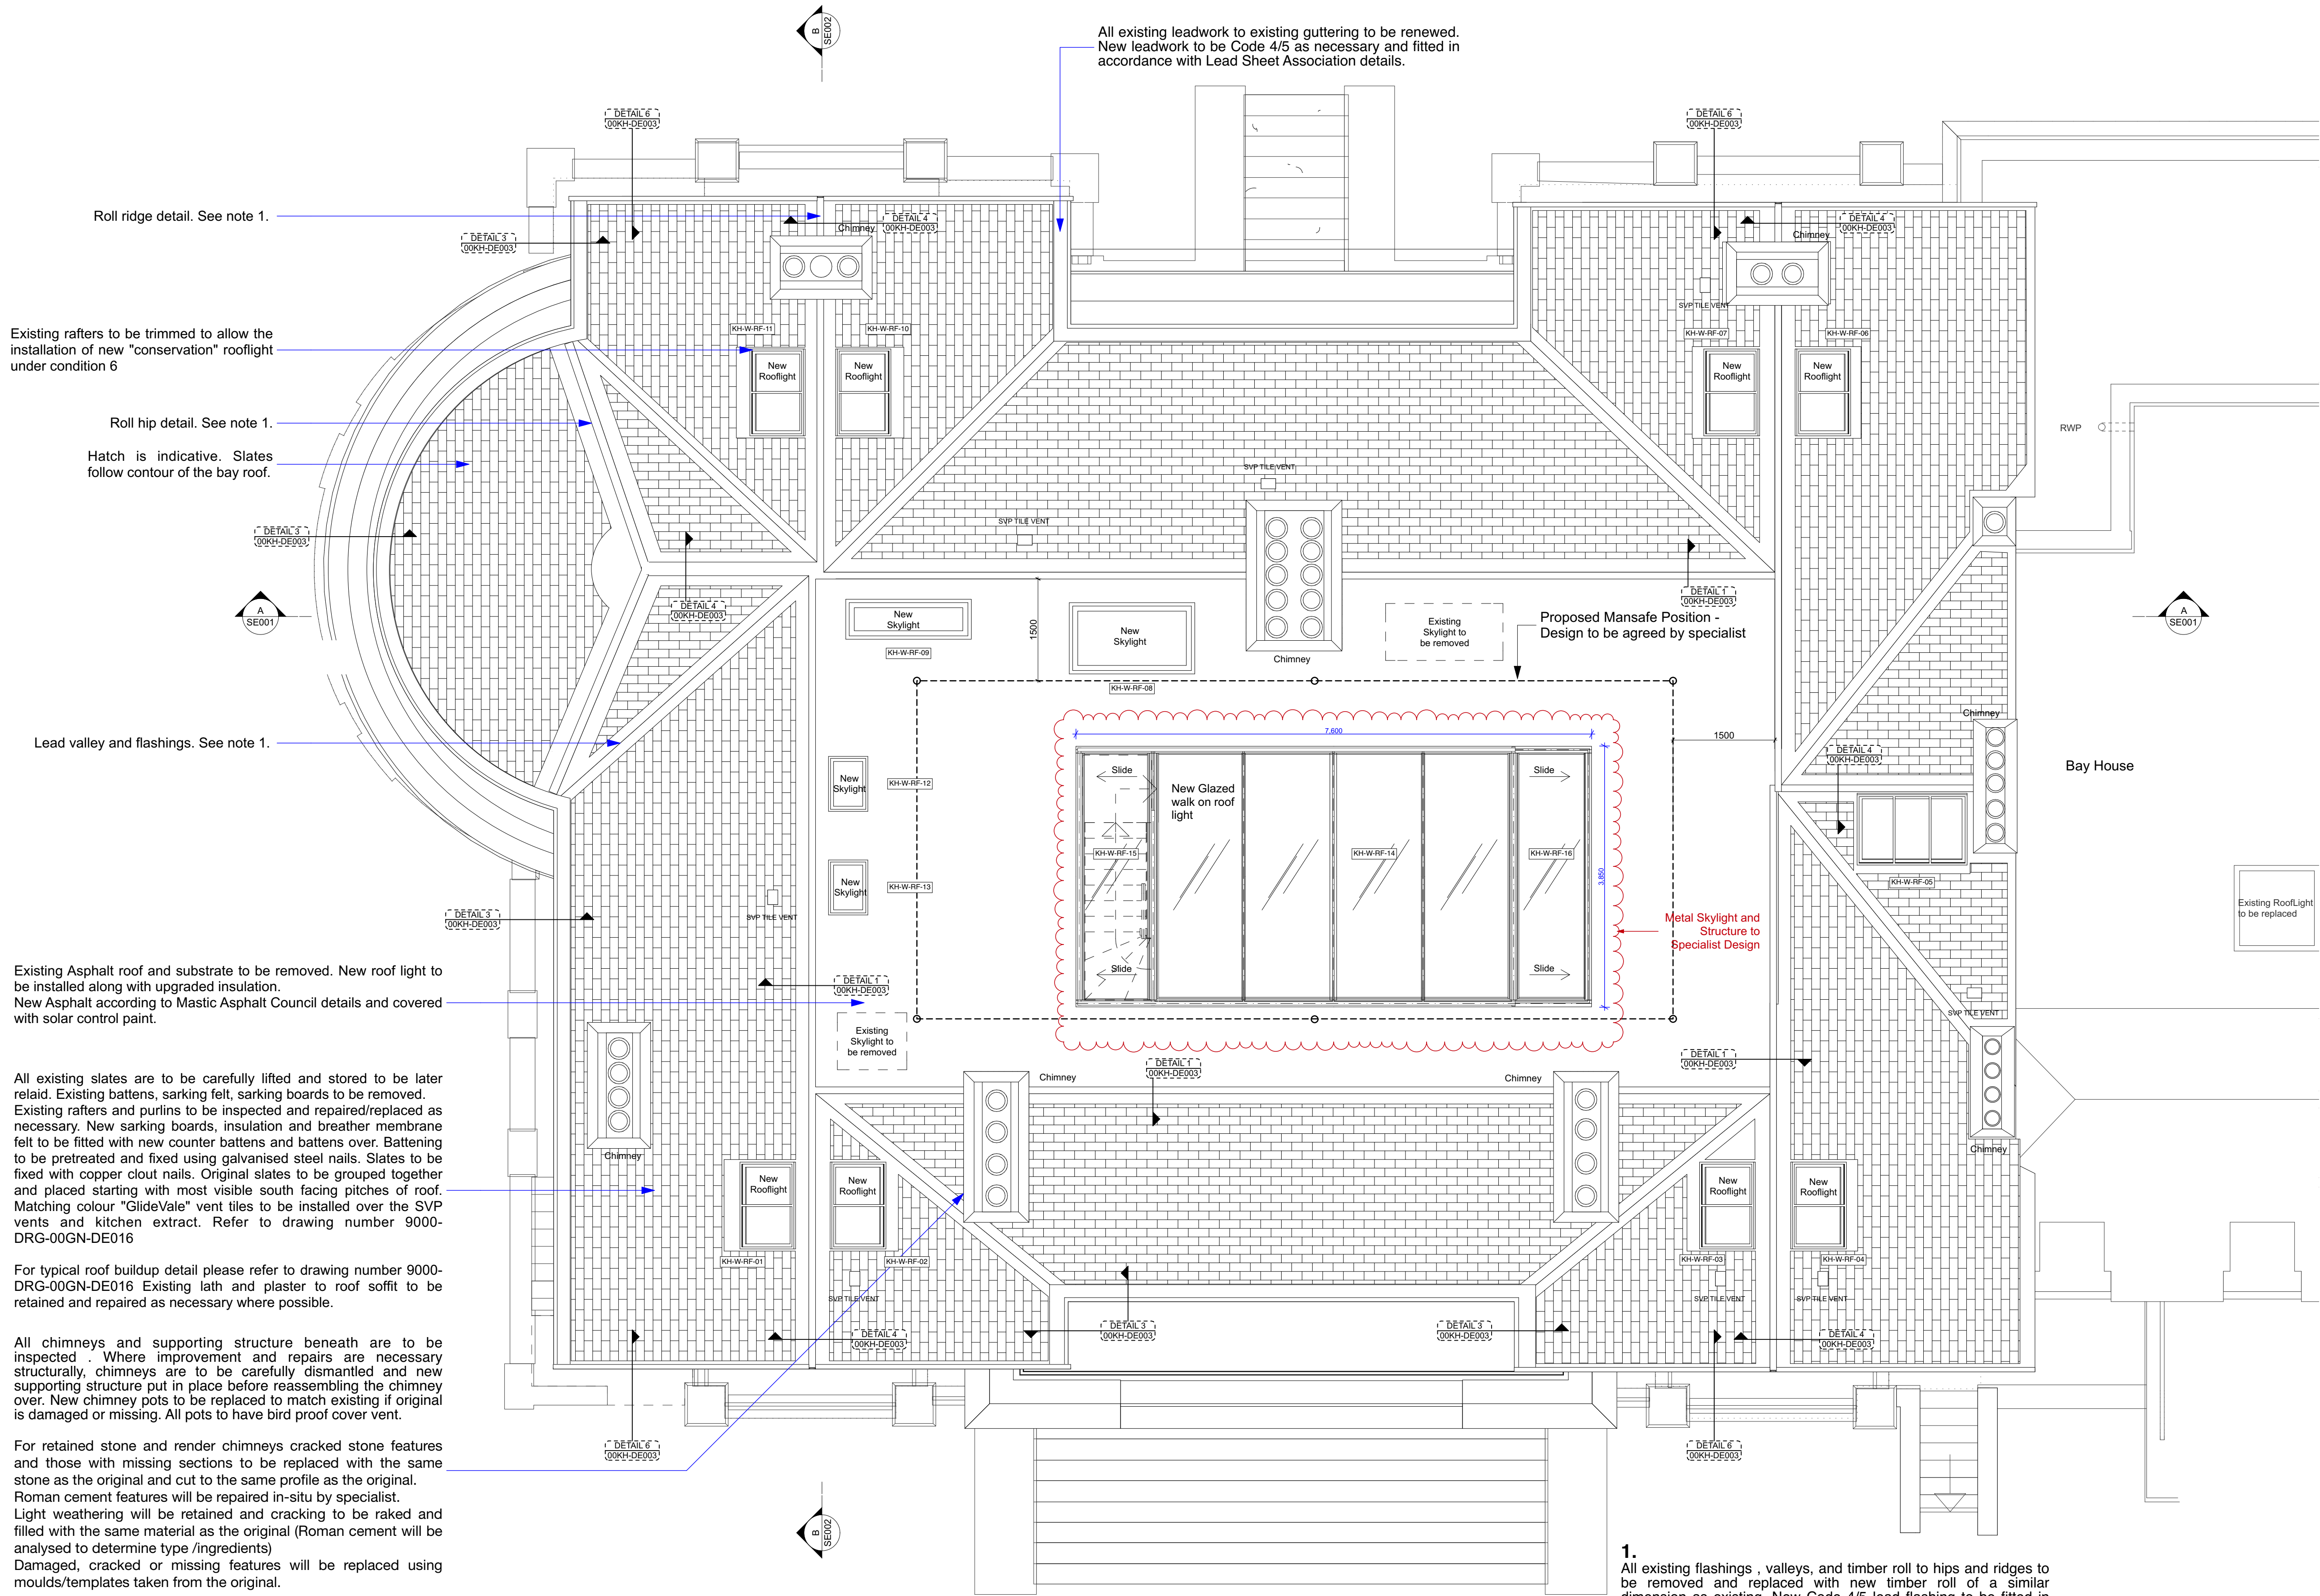 B
SE002
All existing leadwork to existing guttering to be renewed.
New leadwork to be Code 4/5 as necessary and fitted in
accordance with Lead Sheet Association details.
DETAIL 6
00KH-DE003
DETAIL 6
00KH-DE003
Roll ridge detail. See note 1.
DETAIL 3
00KH-DE003
DETAIL 4
00KH-DE003
Chimney
DETAIL 4
00KH-DE003
Chimney
SVP TILE VENT
Existing rafters to be trimmed to allow the
installation of new "conservation" rooflight
under condition 6
KH-W-RF-11
KH-W-RF-10
KH-W-RF-07
KH-W-RF-06
New
Rooflight
New
Rooflight
New
Rooflight
New
Rooflight
Roll hip detail. See note 1.
RWP
Hatch is indicative. Slates
follow contour of the bay roof.
SVP TILE VENT
SVP TILE VENT
DETAIL 3
00KH-DE003
A
SE001
DETAIL 4
00KH-DE003
New
Skylight
KH-W-RF-09
1500
New
Skylight
KH-W-RF-08
Chimney
Existing
Skylight to
be removed
Proposed Mansafe Position -
Design to be agreed by specialist
DETAIL 1
00KH-DE003
A
SE001
Lead valley and flashings. See note 1.
7,600
1500
Chimney
DETAIL 4
00KH-DE003
Bay House
New
Skylight
KH-W-RF-12
Slide
New Glazed
walk on roof
light
Slide
KH-W-RF-15
KH-W-RF-14
KH-W-RF-16
3,850
New
Skylight
KH-W-RF-13
KH-W-RF-05
Existing RoofLight
to be replaced
DETAIL 3
00KH-DE003
SVP TILE VENT
Metal Skylight and
Structure to
Specialist Design
Slide
Slide
Existing Asphalt roof and substrate to be removed. New roof light to
be installed along with upgraded insulation.
New Asphalt according to Mastic Asphalt Council details and covered
with solar control paint.
DETAIL 1
00KH-DE003
Existing
Skylight to
be removed
SVP TILE VENT
DETAIL 1
00KH-DE003
DETAIL 1
00KH-DE003
Chimney
Chimney
Chimney
Chimney
All existing slates are to be carefully lifted and stored to be later
relaid. Existing battens, sarking felt, sarking boards to be removed.
Existing rafters and purlins to be inspected and repaired/replaced as
necessary. New sarking boards, insulation and breather membrane
felt to be fitted with new counter battens and battens over. Battening
to be pretreated and fixed using galvanised steel nails. Slates to be
fixed with copper clout nails. Original slates to be grouped together
and placed starting with most visible south facing pitches of roof.
Matching colour "GlideVale" vent tiles to be installed over the SVP
vents and kitchen extract. Refer to drawing number 9000-
DRG-00GN-DE016
New
Rooflight
New
Rooflight
New
Rooflight
New
Rooflight
KH-W-RF-01
KH-W-RF-02
KH-W-RF-03
KH-W-RF-04
SVP TILE VENT
SVP TILE VENT
SVP TILE VENT
For typical roof buildup detail please refer to drawing number 9000-
DRG-00GN-DE016 Existing lath and plaster to roof soffit to be
retained and repaired as necessary where possible.
DETAIL 4
00KH-DE003
DETAIL 3
00KH-DE003
DETAIL 3
00KH-DE003
DETAIL 4
00KH-DE003
All chimneys and supporting structure beneath are to be
inspected . Where improvement and repairs are necessary
structurally, chimneys are to be carefully dismantled and new
supporting structure put in place before reassembling the chimney
over. New chimney pots to be replaced to match existing if original
is damaged or missing. All pots to have bird proof cover vent.
DETAIL 6
00KH-DE003
DETAIL 6
00KH-DE003
For retained stone and render chimneys cracked stone features
and those with missing sections to be replaced with the same
stone as the original and cut to the same profile as the original.
Roman cement features will be repaired in-situ by specialist.
Light weathering will be retained and cracking to be raked and
filled with the same material as the original (Roman cement will be
analysed to determine type /ingredients)
Damaged, cracked or missing features will be replaced using
moulds/templates taken from the original.
B
SE002
1.
All existing flashings , valleys, and timber roll to hips and ridges to
be removed and replaced with new timber roll of a similar
dimension as existing. New Code 4/5 lead flashing to be fitted in